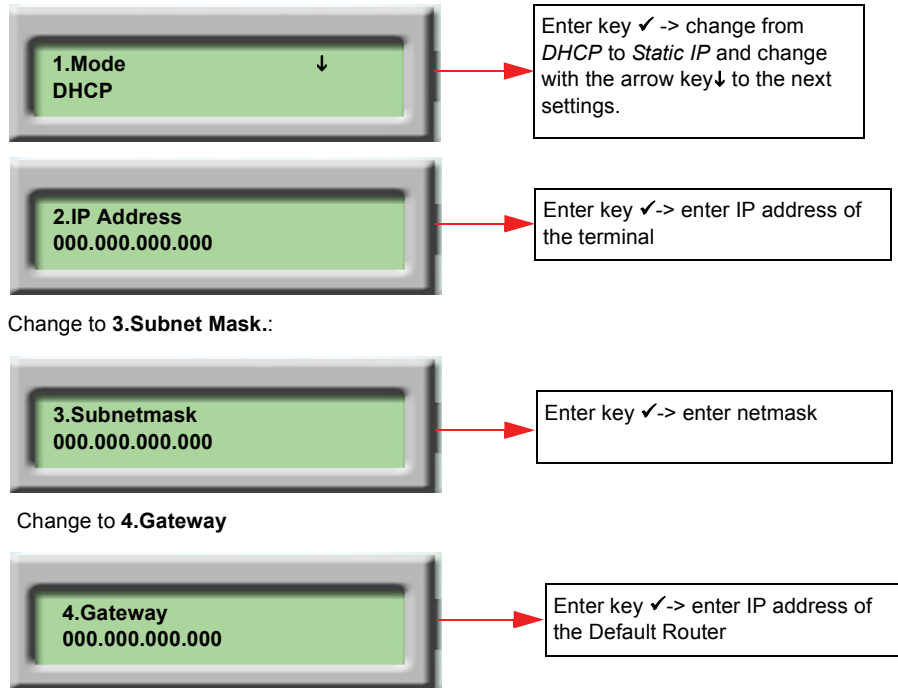 1.Mode ↓
DHCP
Enter key ✓ -> change from
DHCP to Static IP and change
with the arrow key↓ to the next
settings.
2.IP Address
000.000.000.000
Enter key ✓-> enter IP address of
the terminal
Change to 3.Subnet Mask.:
3.Subnetmask
000.000.000.000
Enter key ✓-> enter netmask
Change to 4.Gateway
4.Gateway
000.000.000.000
Enter key ✓-> enter IP address of
the Default Router